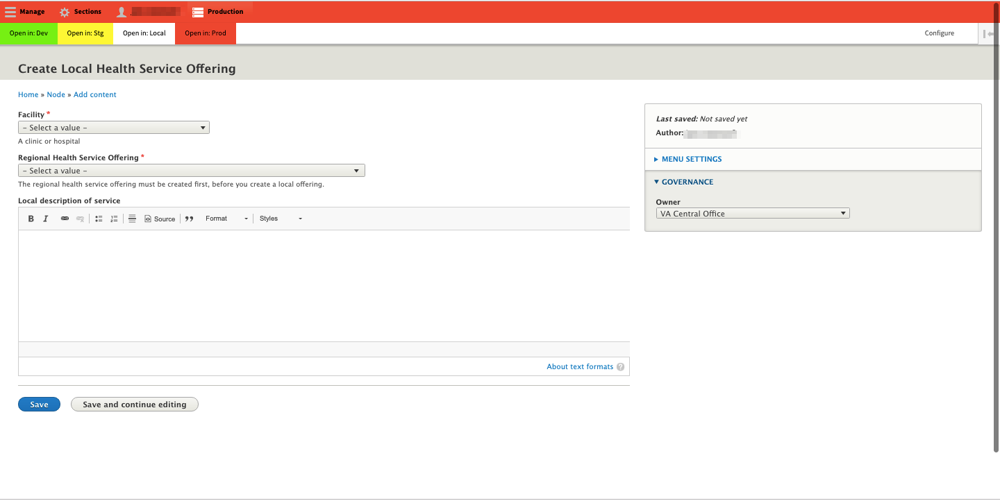 Manage Sections Production
Open in: Dev Open in: Stg Open in: Local Open in: Prod Configure
Create Local Health Service Offering
Home » Node » Add content
Facility *
- Select a value -
A clinic or hospital
Regional Health Service Offering *
- Select a value -
The regional health service offering must be created first, before you create a local offering.
Local description of service
B I Source Format Styles
About text formats ?
Save Save and continue editing
Last saved: Not saved yet
Author:
MENU SETTINGS
GOVERNANCE
Owner
VA Central Office